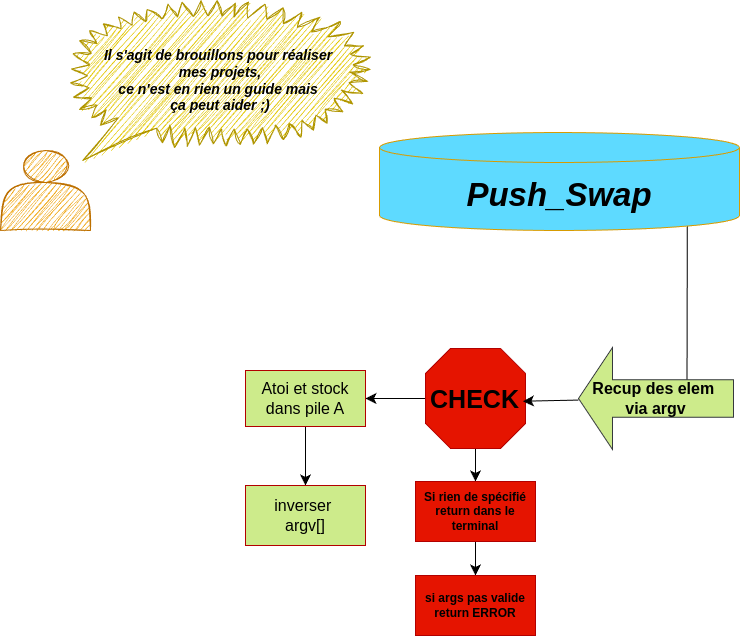 Il s'agit de brouillons pour réaliser
mes projets,
ce n'est en rien un guide mais
ça peut aider ;)
Push_Swap
Recup des elem
via argv
CHECK
Atoi et stock
dans pile A
inverser
argv[]
Si rien de spécifié
return dans le
terminal
si args pas valide
return ERROR